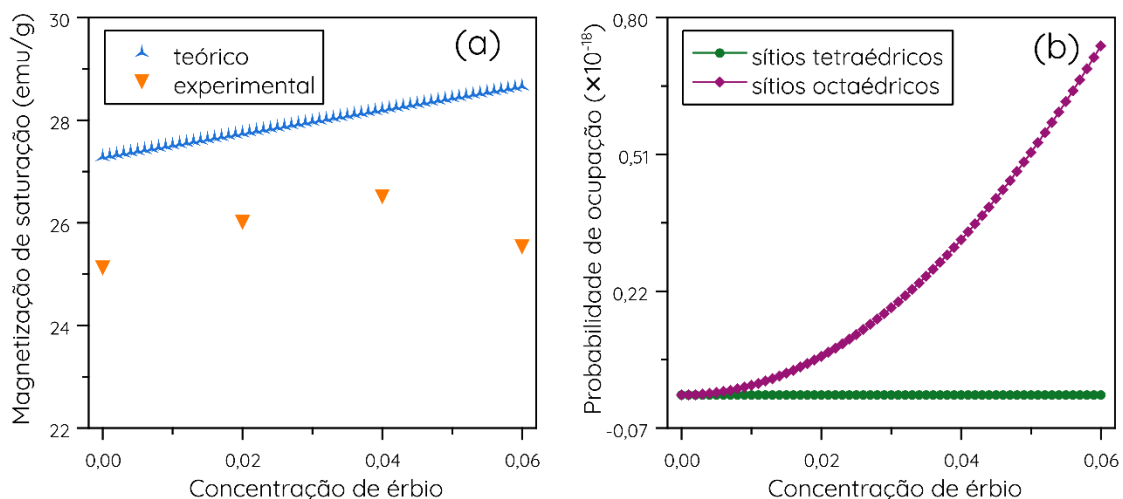 (a)
teórico
experimental
Magnetização de saturação (emu/g)
30
28
26
24
22
0,00
0,02
0,04
0,06
Concentração de érbio
(b)
sítios tetraédricos
sítios octaédricos
Probabilidade de ocupação (×10⁻¹⁸)
0,80
0,51
0,22
-0,07
0,00
0,02
0,04
0,06
Concentração de érbio